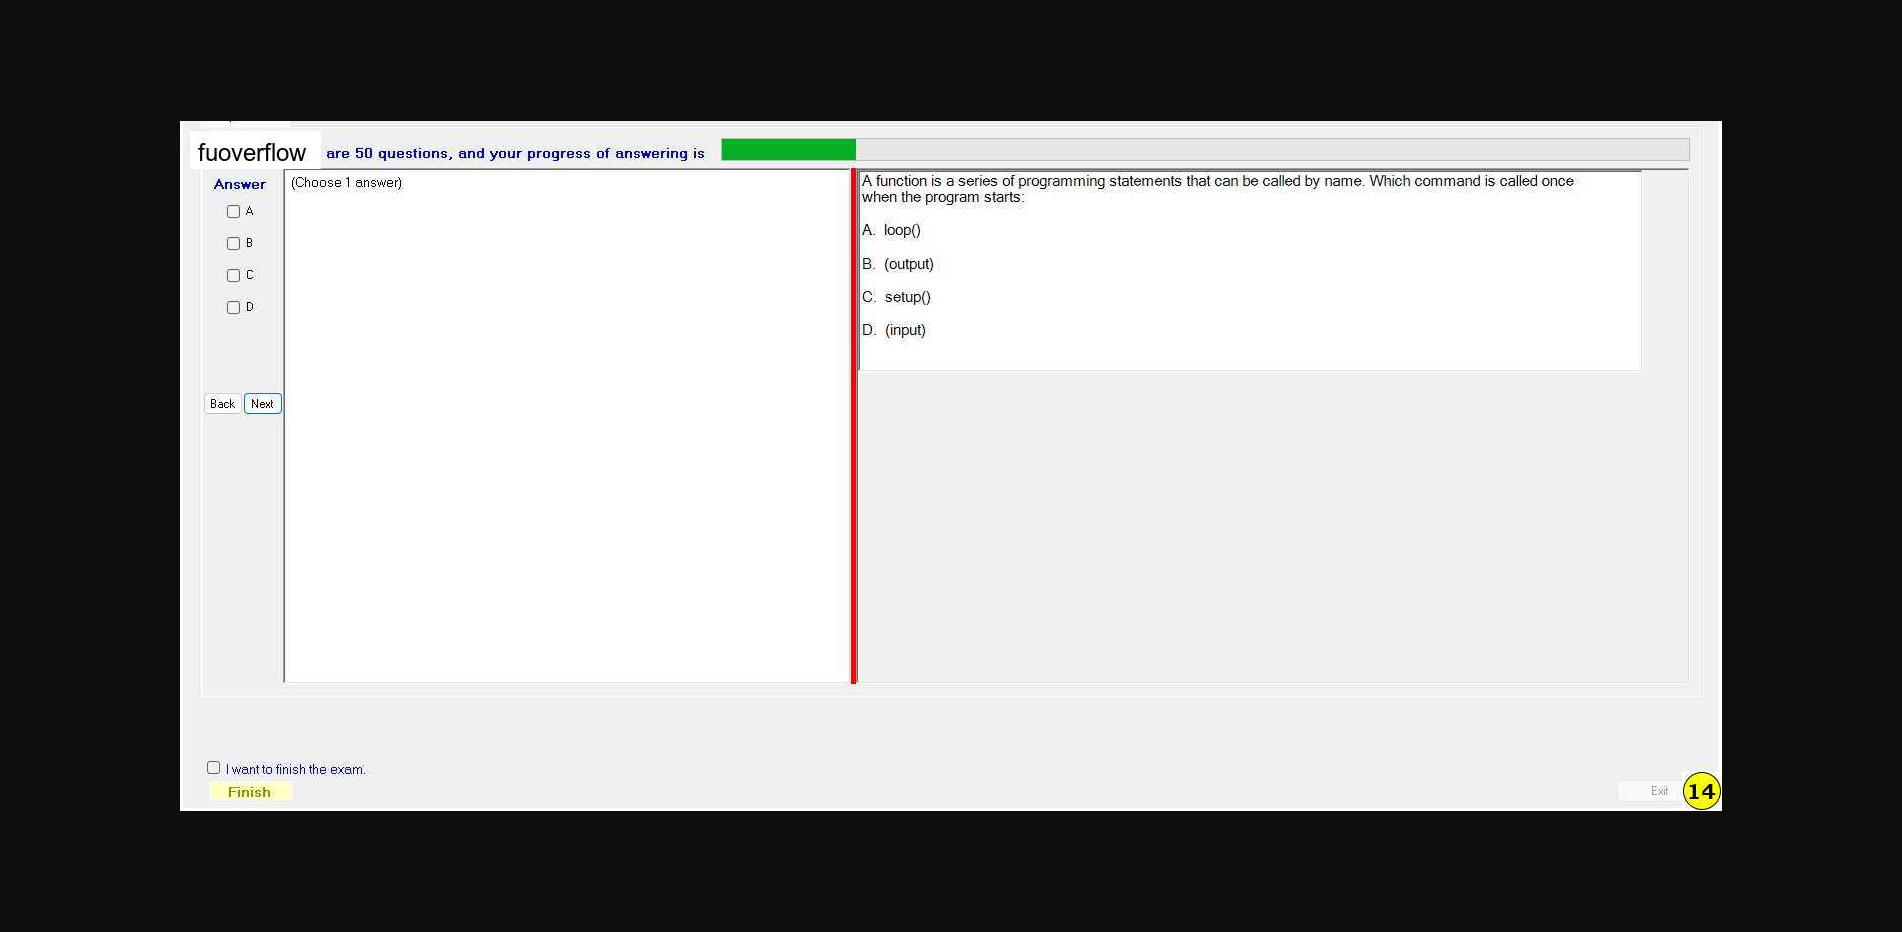 fuoverflow are 50 questions, and your progress of answering is
Answer
A
B
C
D
Back Next
(Choose 1 answer)
A function is a series of programming statements that can be called by name. Which command is called once
when the program starts:
A. loop()
B. (output)
C. setup()
D. (input)
I want to finish the exam.
Finish
Exit
14